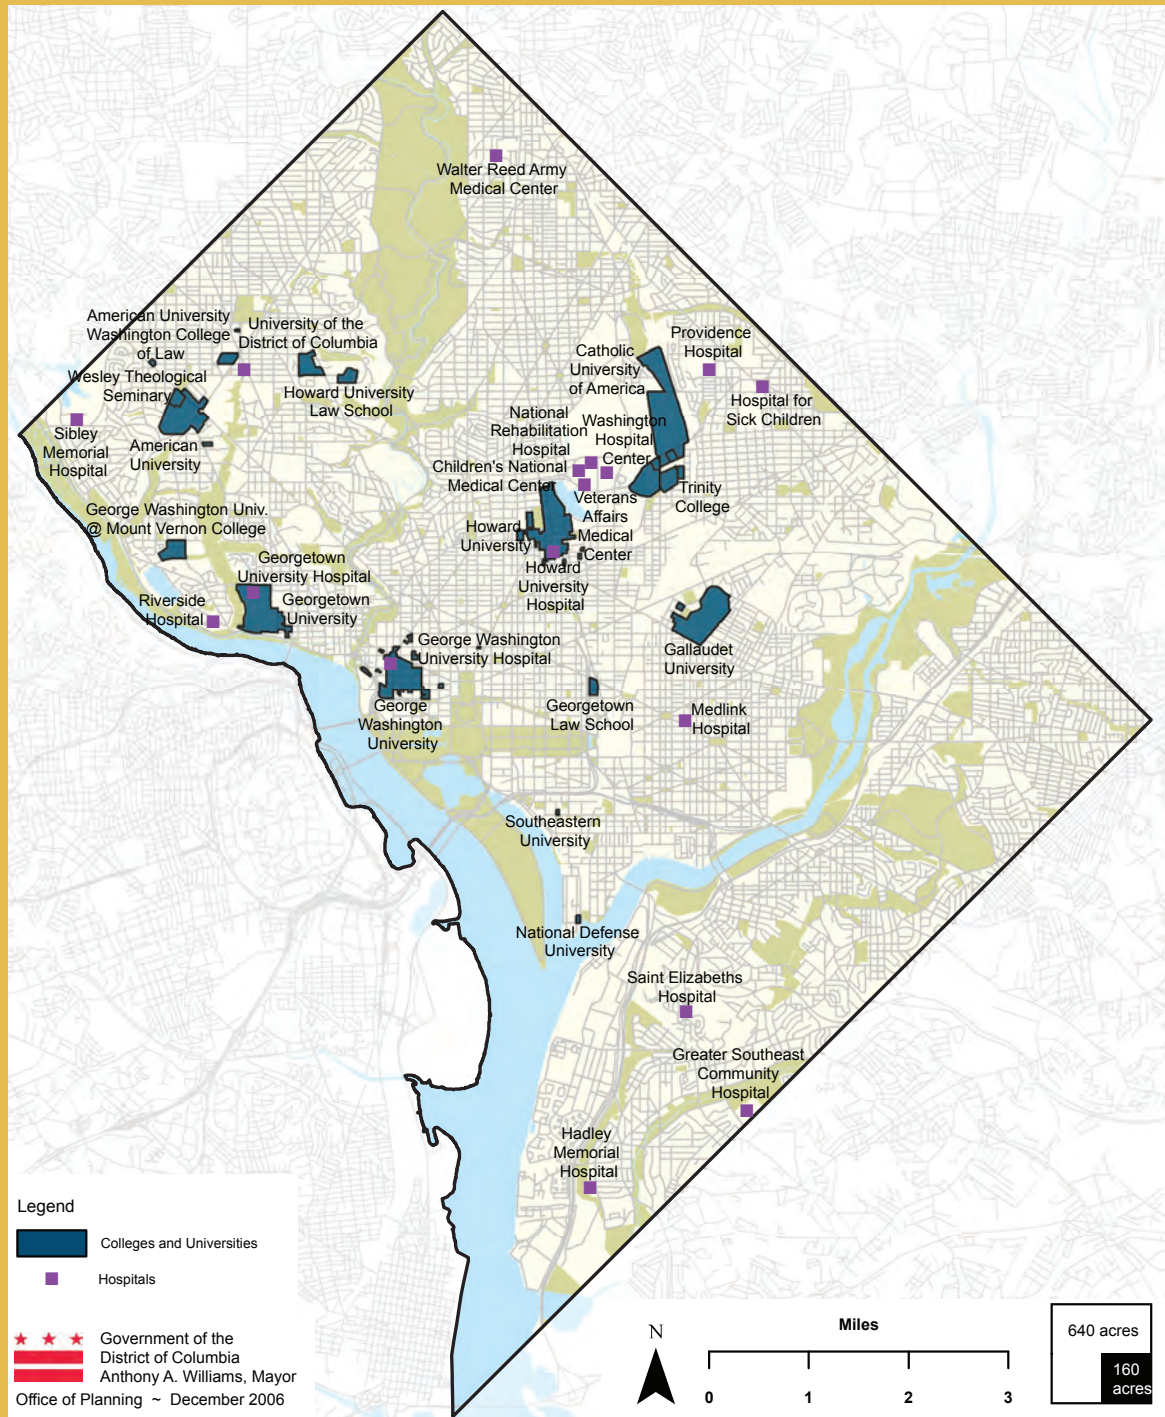 Walter Reed Army
Medical Center
American University
Washington College
of Law
University of the
District of Columbia
Wesley Theological
Seminary
Howard University
Law School
Sibley
Memorial
Hospital
American
University
Catholic
University
of America
Providence
Hospital
Hospital for
Sick Children
National
Rehabilitation
Hospital
Washington
Hospital
Center
Children's National
Medical Center
Trinity
College
Veterans
Affairs
Medical
Center
George Washington Univ.
@ Mount Vernon College
Howard
University
Howard
University
Hospital
Georgetown
University Hospital
Georgetown
University
Riverside
Hospital
George Washington
University Hospital
Gallaudet
University
George
Washington
University
Georgetown
Law School
Medlink
Hospital
Southeastern
University
National Defense
University
Saint Elizabeths
Hospital
Greater Southeast
Community
Hospital
Hadley
Memorial
Hospital
Legend
Colleges and Universities
Hospitals
Government of the
District of Columbia
Anthony A. Williams, Mayor
Office of Planning ~ December 2006
N
Miles
0 1 2 3
640 acres
160
acres